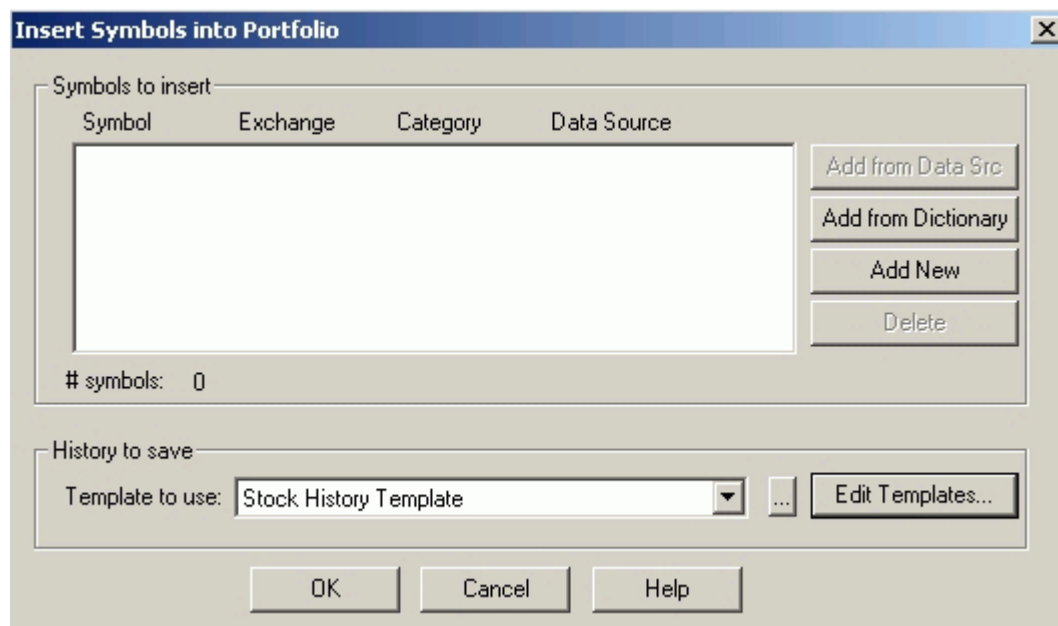 Insert Symbols into Portfolio
Symbols to insert
Symbol Exchange Category Data Source
Add from Data Src
Add from Dictionary
Add New
Delete
# symbols: 0
History to save
Template to use: Stock History Template ... Edit Templates...
OK Cancel Help